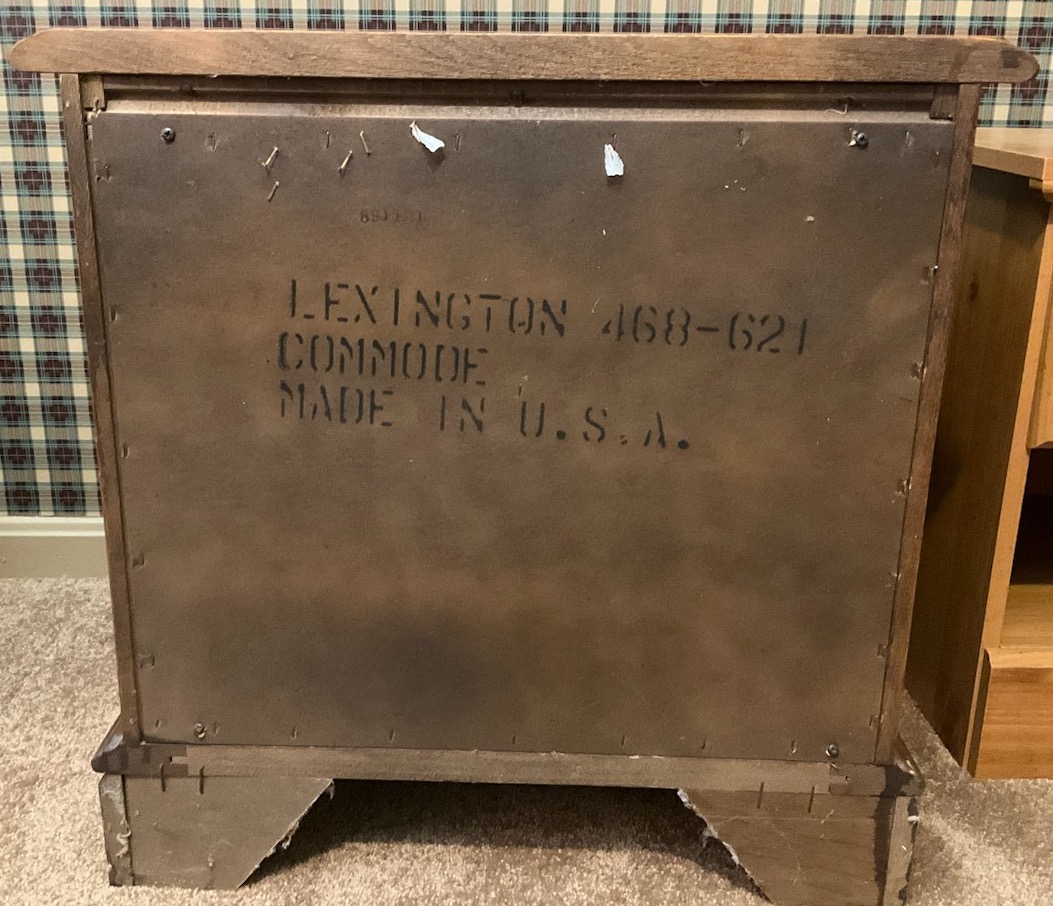 LEXINGTON 468-621
COMMODE
MADE IN U.S.A.